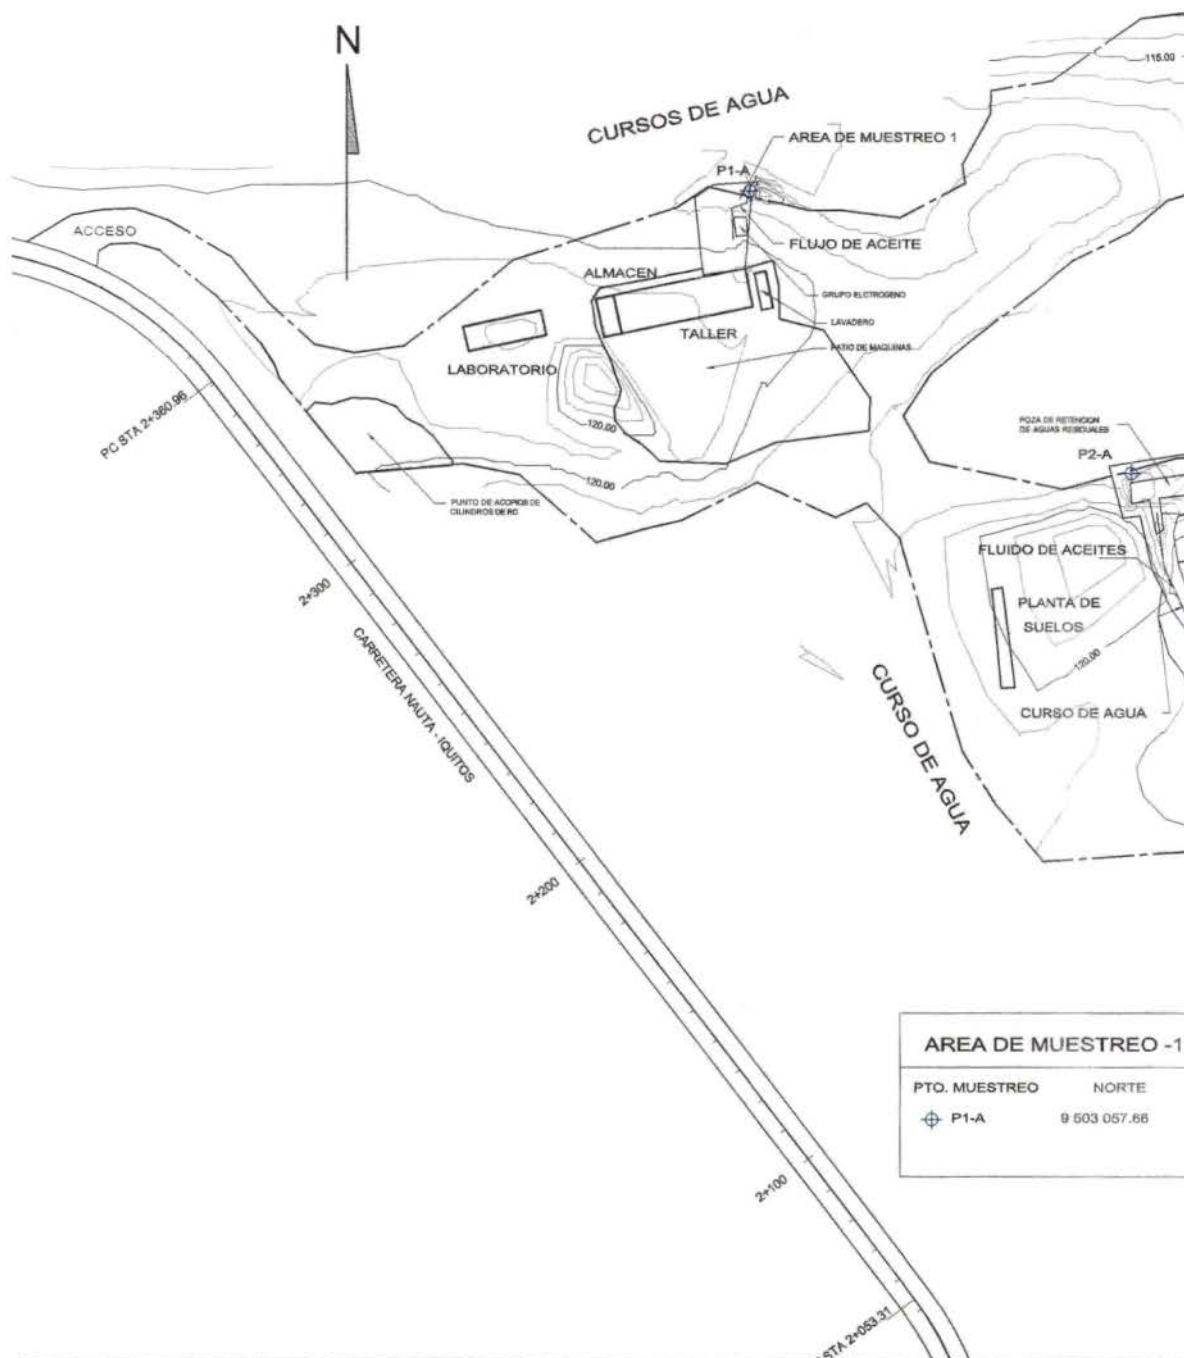 N
CURSOS DE AGUA
115.00
AREA DE MUESTREO 1
P1-A
ACCESO
FLUJO DE ACEITE
ALMACEN
GRUPO ELCTROGENO
LAVADERO
TALLER
PATIO DE MAQUINAS
LABORATORIO
PC STA 2+360.96
120.00
POZA DE RETENCION
DE AGUAS RESIDUALES
P2-A
120.00
PUNTO DE ACOPIOS DE
CILINDROS DE RC
FLUIDO DE ACEITES
2+300
PLANTA DE
SUELOS
CARRETERA NAUTA - IQUITOS
120.00
CURSO DE AGUA
CURSO DE AGUA
2+200
AREA DE MUESTREO -1
PTO. MUESTREO NORTE
P1-A 9 503 057.66
2+100
STA 2+053.31